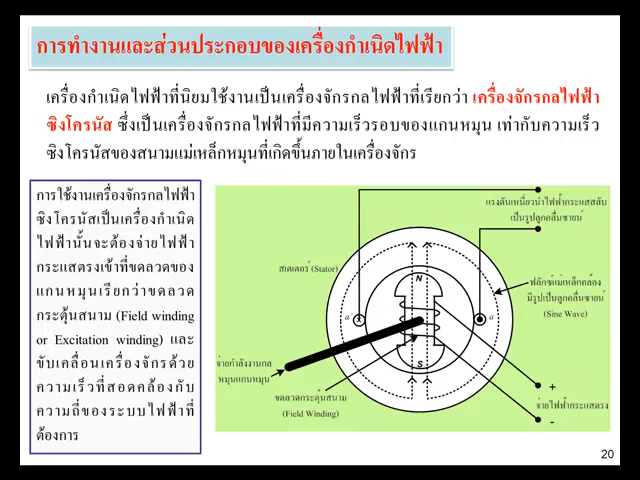 การทำงานและส่วนประกอบของเครื่องกำเนิดไฟฟ้า
เครื่องกำเนิดไฟฟ้าที่นิยมใช้งานเป็นเครื่องจักรกลไฟฟ้าที่เรียกว่า เครื่องจักรกลไฟฟ้า
ซิงโครนัส ซึ่งเป็นเครื่องจักรกลไฟฟ้าที่มีความเร็วรอบของแกนหมุน เท่ากับความเร็ว
ซิงโครนัสของสนามแม่เหล็กหมุนที่เกิดขึ้นภายในเครื่องจักร
การใช้งานเครื่องจักรกลไฟฟ้า
ซิงโครนัสเป็นเครื่องกำเนิด
ไฟฟ้านั้นจะต้องจ่ายไฟฟ้า
กระแสตรงเข้าที่ขดลวดของ
แกนหมุนเรียกว่าขดลวด
กระตุ้นสนาม (Field winding
or Excitation winding) และ
ขับเคลื่อนเครื่องจักรด้วย
ความเร็วที่สอดคล้องกับ
ความถี่ของระบบไฟฟ้าที่
ต้องการ
แรงดันเหนี่ยวนำไฟฟ้ากระแสสลับ
เป็นรูปลูกคลื่นซายน์
สเตเตอร์ (Stator)
N
ฟลักซ์แม่เหล็กคล้อง
มีรูปเป็นลูกคลื่นซายน์
(Sine Wave)
a'
a
S
จ่ายกำลังงานกล
หมุนแกนหมุน
ขดลวดกระตุ้นสนาม
(Field Winding)
+
จ่ายไฟฟ้ากระแสตรง
-
20